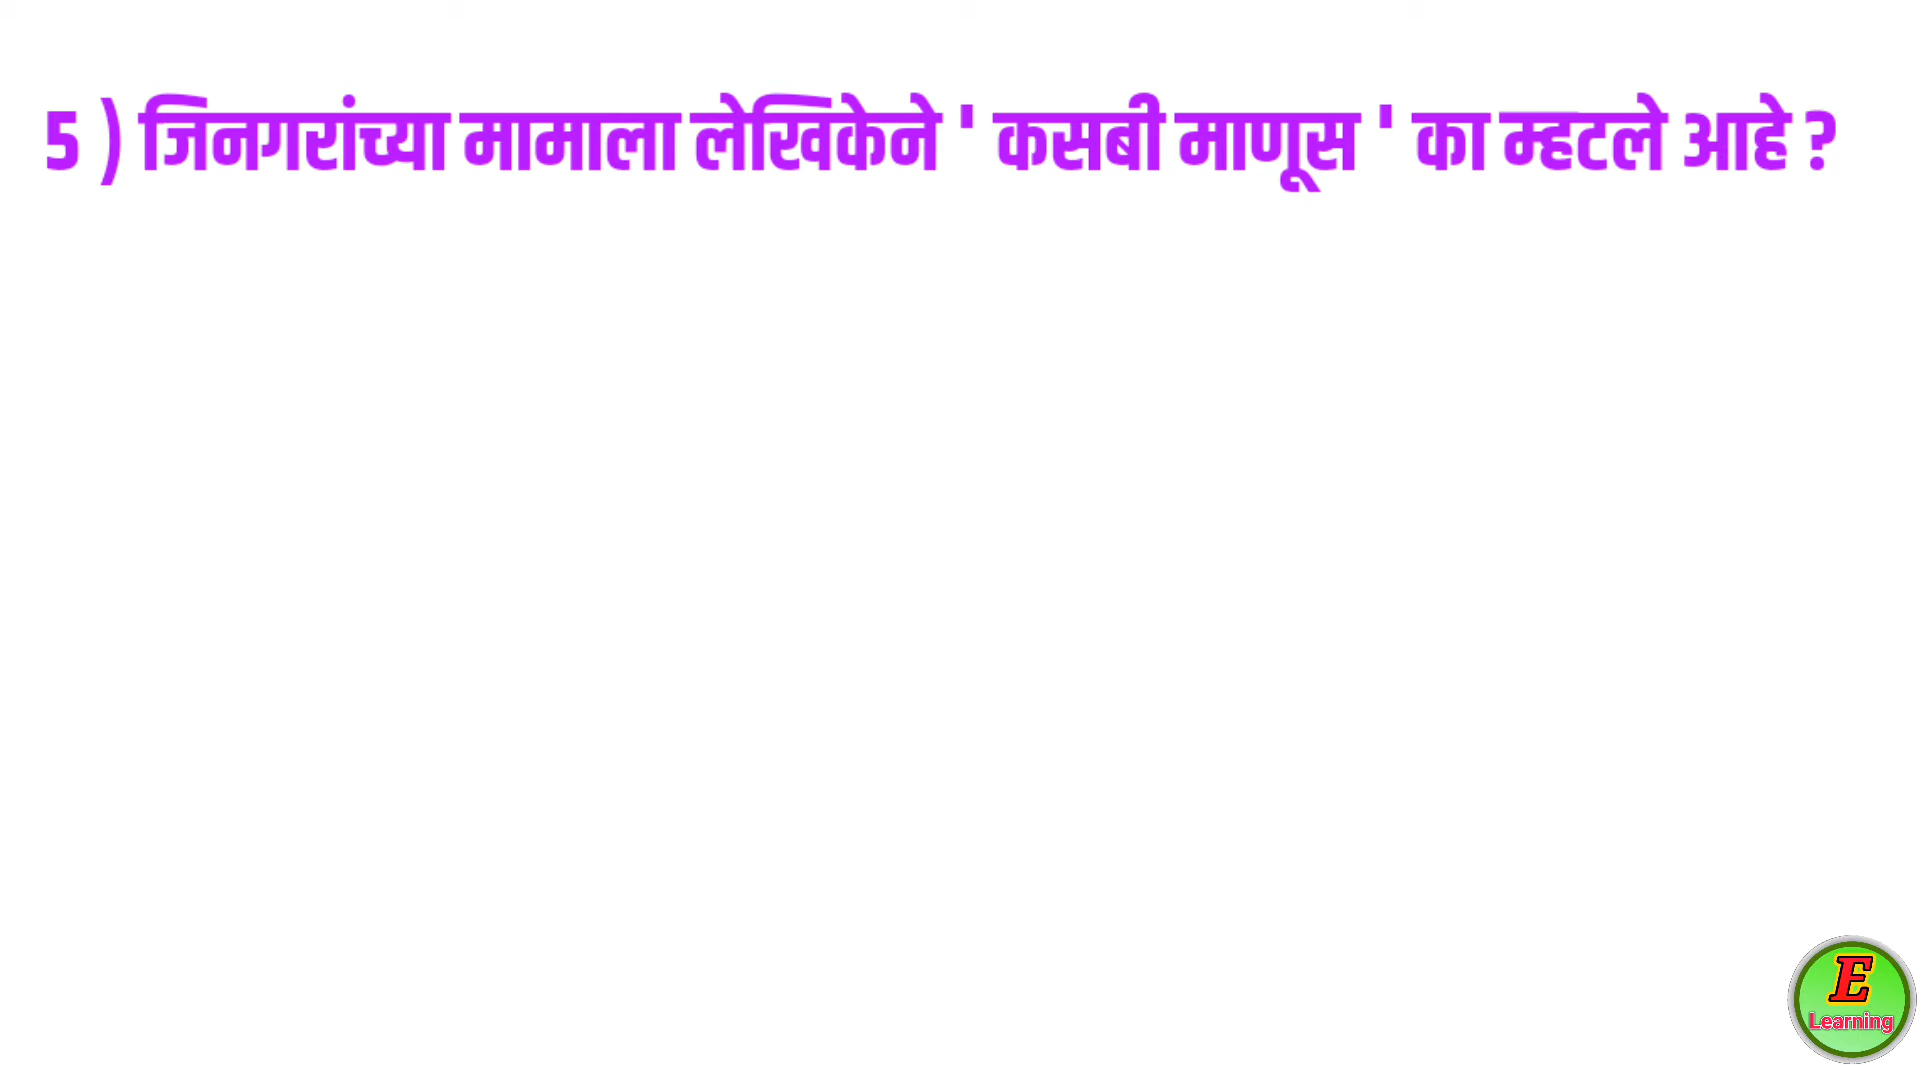 5 ) जिनगरांच्या मामाला लेखिकेने ' कसबी माणूस ' का म्हटले आहे ?
E
Learning